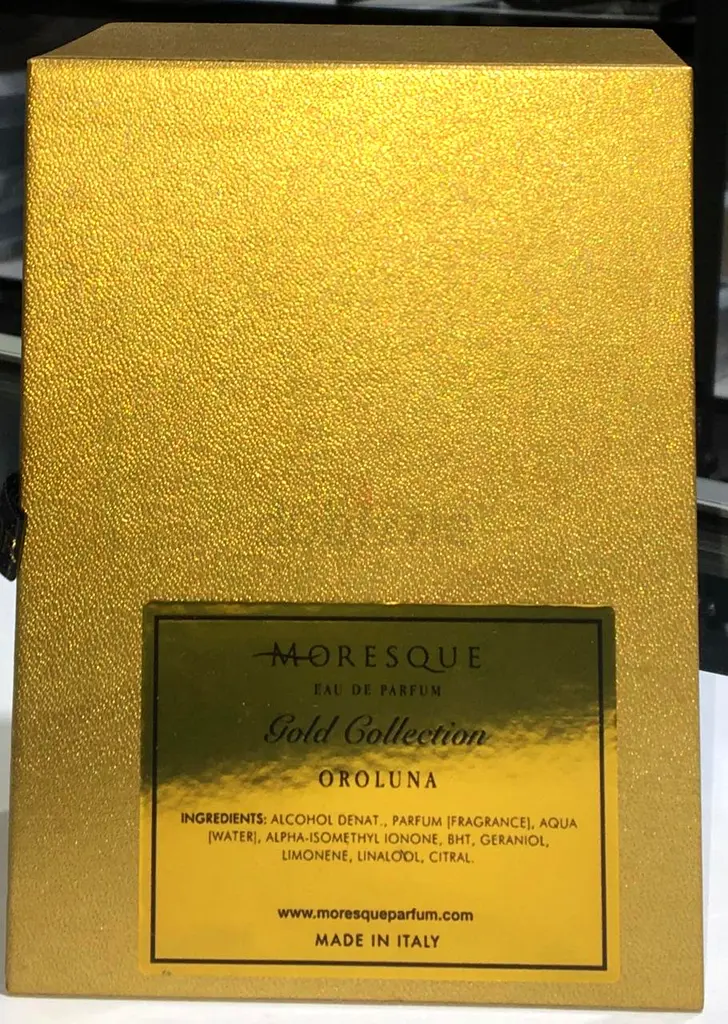 MORESQUE
EAU DE PARFUM
Gold Collection
OROLUNA
INGREDIENTS: ALCOHOL DENAT., PARFUM [FRAGRANCE], AQUA
[WATER], ALPHA-ISOMETHYL IONONE, BHT, GERANIOL,
LIMONENE, LINALOOL, CITRAL.
www.moresqueparfum.com
MADE IN ITALY